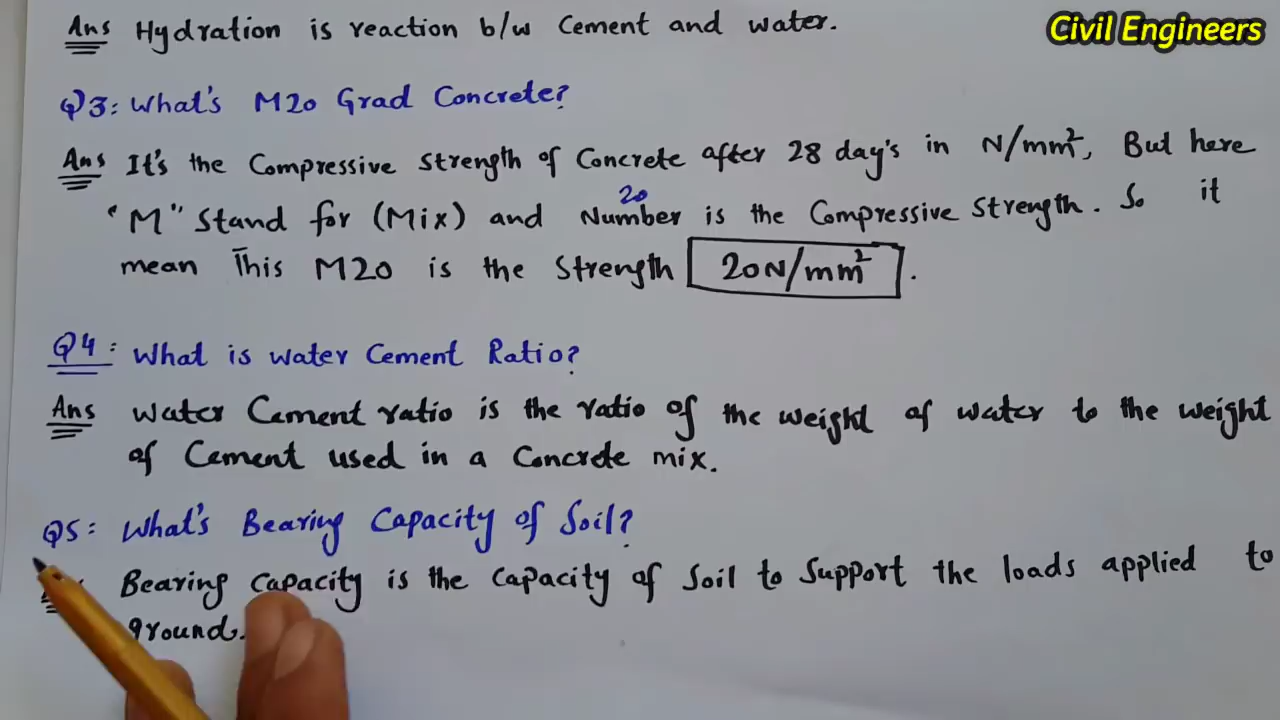 Civil Engineers
Ans Hydration is reaction b/w Cement and water.
Q3: What's M20 Grad Concrete?
Ans It's the Compressive Strength of Concrete after 28 day's in N/mm², But here
"M" Stand for (Mix) and Number 20 is the Compressive Strength. So it
mean This M20 is the Strength 20N/mm².
Q4: What is water Cement Ratio?
Ans Water Cement ratio is the ratio of the weight of water to the weight
of Cement used in a Concrete mix.
Q5: What's Bearing Capacity of Soil?
Bearing Capacity is the Capacity of Soil to Support the loads applied to
ground.